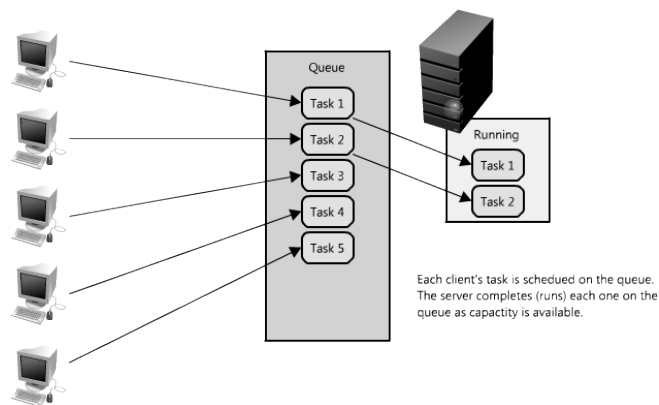 Queue
Task 1
Task 2
Task 3
Task 4
Task 5
Running
Task 1
Task 2
Each client's task is schedued on the queue.
The server completes (runs) each one on the
queue as capactity is available.